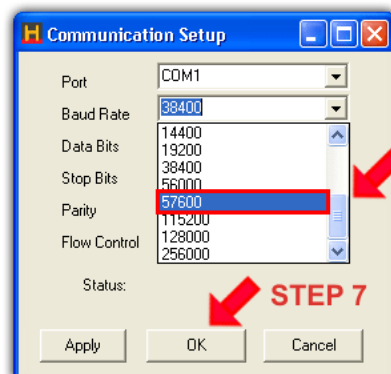 H Communication Setup
Port
COM1
Baud Rate
38400
Data Bits
Stop Bits
Parity
Flow Control
14400
19200
38400
56000
57600
115200
128000
256000
Status:
STEP 7
Apply
OK
Cancel